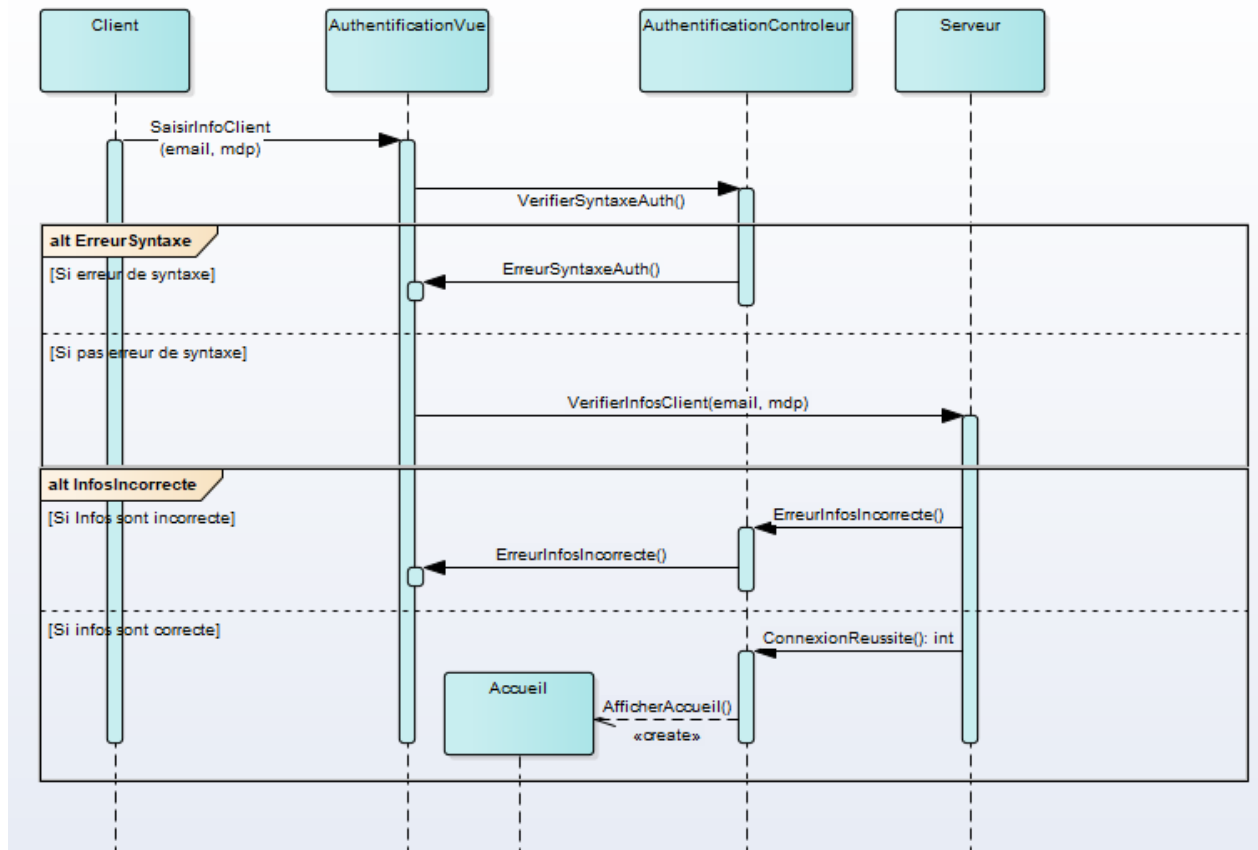 Client
AuthentificationVue
AuthentificationControleur
Serveur
SaisirInfoClient
(email, mdp)
VerifierSyntaxeAuth()
alt ErreurSyntaxe
[Si erreur de syntaxe]
ErreurSyntaxeAuth()
[Si pas erreur de syntaxe]
VerifierInfosClient(email, mdp)
alt InfosIncorrecte
[Si Infos sont incorrecte]
ErreurInfosIncorrecte()
ErreurInfosIncorrecte()
[Si infos sont correcte]
ConnexionReussite(): int
Accueil
AfficherAccueil()
«create»